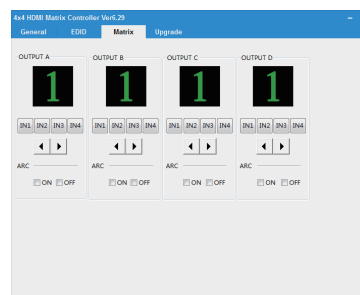 4x4 HDMI Matrix Controller Ver6.29
General EDID Matrix Upgrade
OUTPUT A OUTPUT B OUTPUT C OUTPUT D
1 1 1 1
IN1 IN2 IN3 IN4 IN1 IN2 IN3 IN4 IN1 IN2 IN3 IN4 IN1 IN2 IN3 IN4
ARC ARC ARC ARC
ON OFF ON OFF ON OFF ON OFF